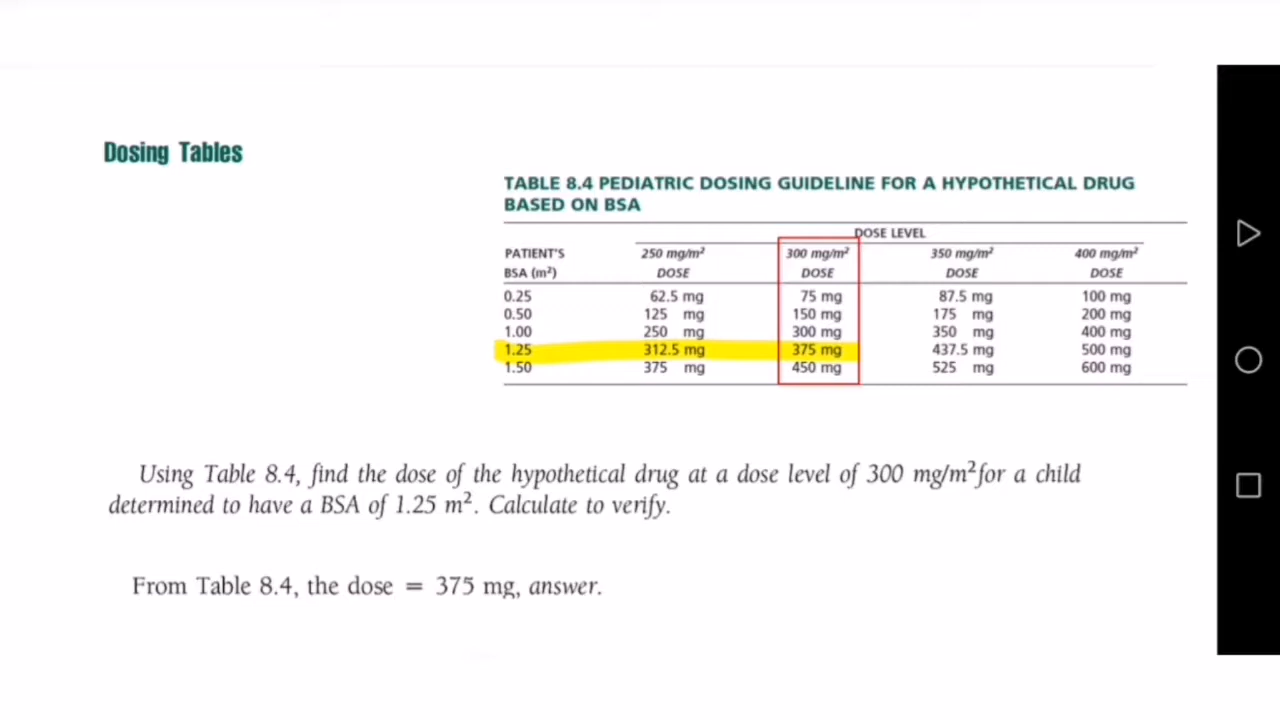 Dosing Tables
TABLE 8.4 PEDIATRIC DOSING GUIDELINE FOR A HYPOTHETICAL DRUG
BASED ON BSA
DOSE LEVEL
PATIENT'S 250 mg/m² 300 mg/m² 350 mg/m² 400 mg/m²
BSA (m²) DOSE DOSE DOSE DOSE
0.25 62.5 mg 75 mg 87.5 mg 100 mg
0.50 125 mg 150 mg 175 mg 200 mg
1.00 250 mg 300 mg 350 mg 400 mg
1.25 312.5 mg 375 mg 437.5 mg 500 mg
1.50 375 mg 450 mg 525 mg 600 mg
Using Table 8.4, find the dose of the hypothetical drug at a dose level of 300 mg/m² for a child
determined to have a BSA of 1.25 m². Calculate to verify.
From Table 8.4, the dose = 375 mg, answer.